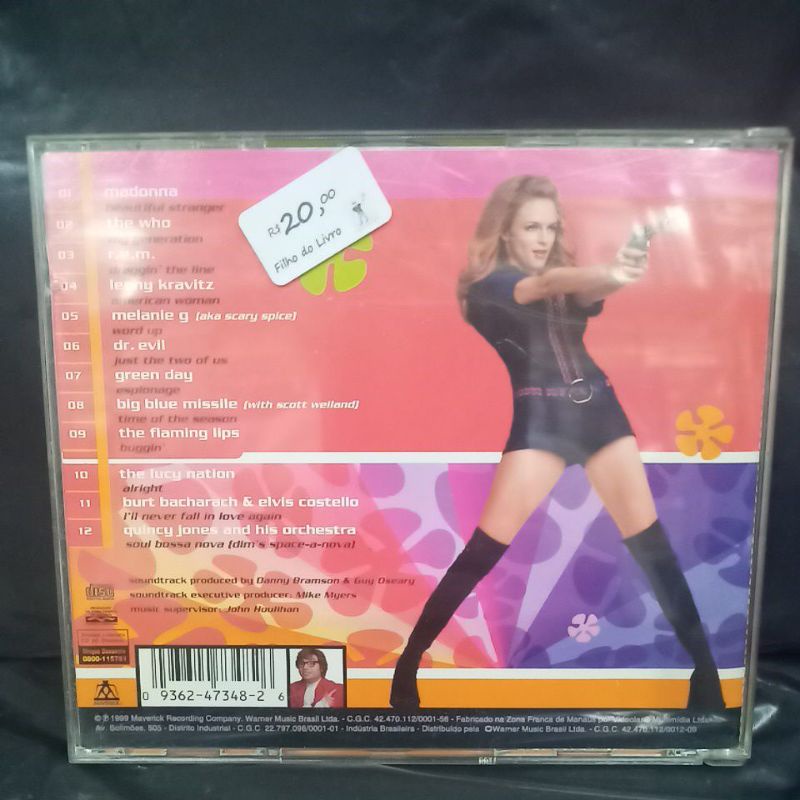 R$ 20,00
Filho do Livro
01 madonna
beautiful stranger
02 the who
my generation
03 r.e.m.
draggin' the line
04 lenny kravitz
american woman
05 melanie g (aka scary spice)
word up
06 dr. evil
just the two of us
07 green day
espionage
08 big blue missile (with scott weiland)
time of the season
09 the flaming lips
buggin'
10 the lucy nation
alright
11 burt bacharach & elvis costello
i'll never fall in love again
12 quincy jones and his orchestra
soul bossa nova (dim's space-a-nova)
soundtrack produced by Danny Bramson & Guy Oseary
soundtrack executive producer: Mike Myers
music supervisor: John Houlihan
disc
0800-115791
0 9362-47348-2 6
℗ 1999 Maverick Recording Company. Warner Music Brasil Ltda. - C.G.C. 42.470.112/0001-56 - Fabricado na Zona Franca de Manaus por Videolar Multimídia Ltda.
Av. Solimões, 505 - Distrito Industrial - C.G.C. 22.797.098/0001-01 - Indústria Brasileira - Distribuído pela Warner Music Brasil Ltda. - C.G.C. 42.470.112/0012-09